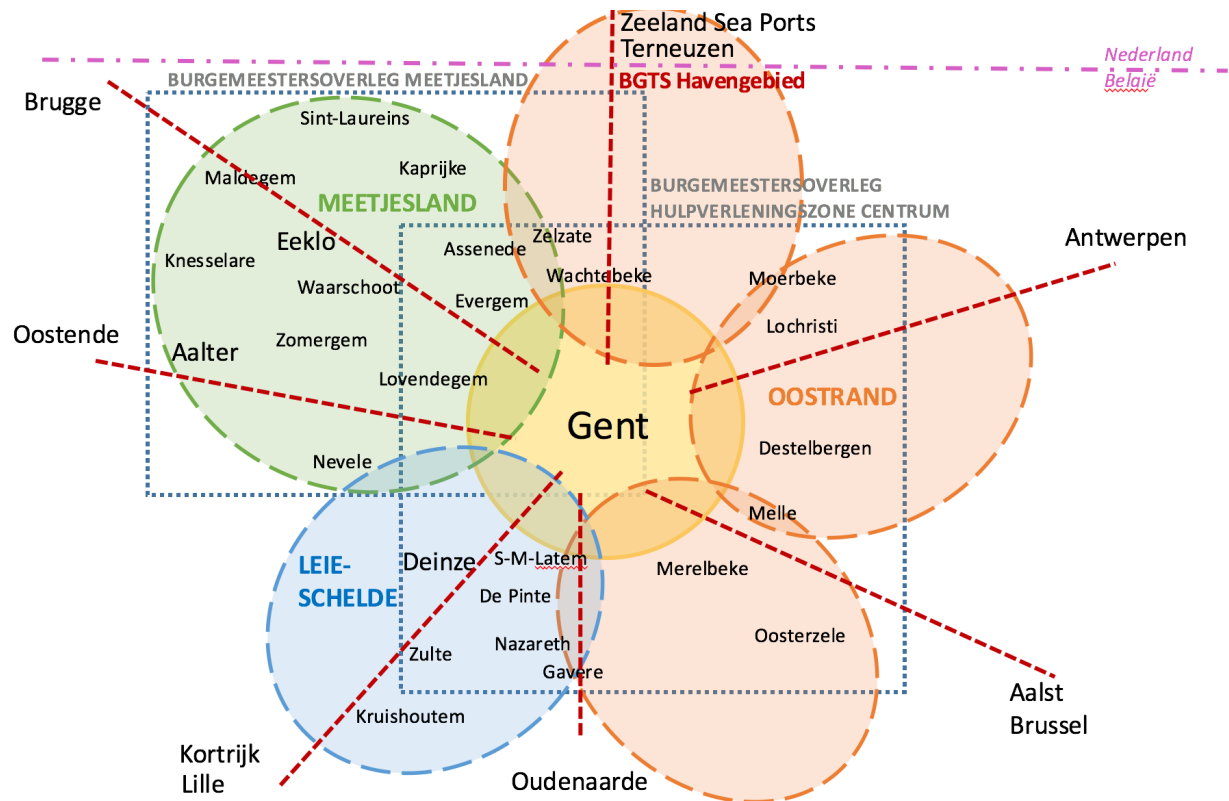 Zeeland Sea Ports
Terneuzen
Nederland
Belaië
BURGEMEESTERSOVERLEG MEETJESLAND
BGTS Havengebied
Brugge
Sint-Laureins
Kaprijke
Maldegem
MEETJESLAND
BURGEMEESTERSOVERLEG
HULPVERLENINGSZONE CENTRUM
Eeklo
Assenede
Zelzate
Antwerpen
Knesselare
Wachtebeke
Moerbeke
Waarschoot
Evergem
Lochristi
Oostende
Zomergem
Aalter
Lovendegem
OOSTRAND
Gent
Destelbergen
Nevele
Melle
LEIE-
SCHELDE
Deinze
S-M-Latem
Merelbeke
De Pinte
Oosterzele
Nazareth
Zulte
Gavere
Aalst
Brussel
Kruishoutem
Kortrijk
Lille
Oudenaarde